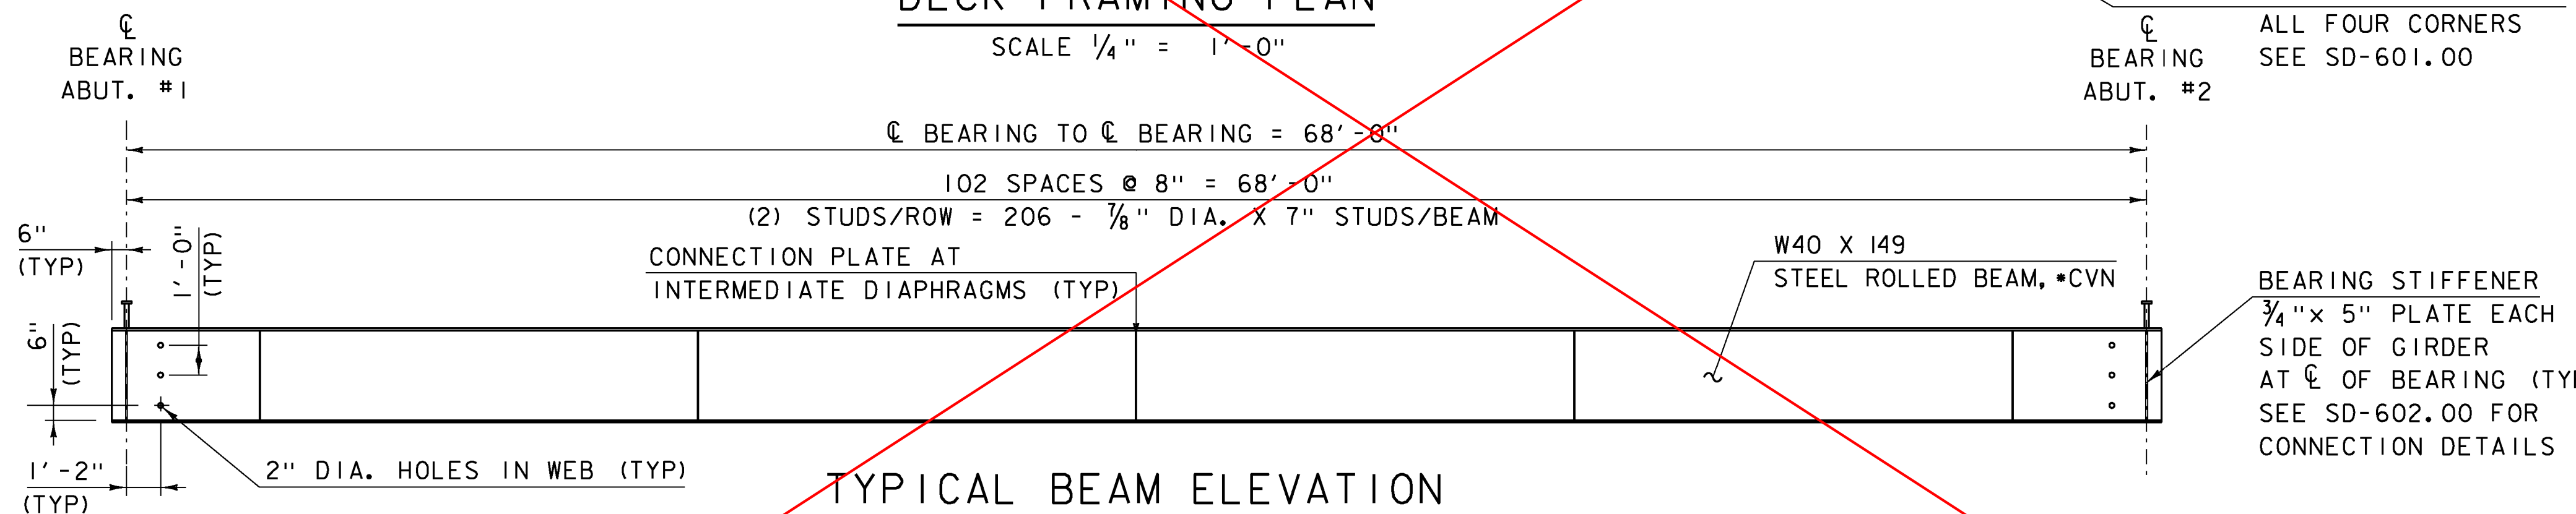 DECK FRAMING PLAN
SCALE 1/4" = 1'-0"
℄
BEARING
ABUT. #1
℄
BEARING
ABUT. #2
ALL FOUR CORNERS
SEE SD-601.00
℄ BEARING TO ℄ BEARING = 68'-0"
102 SPACES @ 8" = 68'-0"
(2) STUDS/ROW = 206 - 7/8" DIA. X 7" STUDS/BEAM
6"
(TYP)
1'-0"
(TYP)
CONNECTION PLATE AT
INTERMEDIATE DIAPHRAGMS (TYP)
W40 X 149
STEEL ROLLED BEAM, *CVN
BEARING STIFFENER
3/4"x 5" PLATE EACH
SIDE OF GIRDER
AT ℄ OF BEARING (TY
SEE SD-602.00 FOR
CONNECTION DETAILS
6"
(TYP)
1'-2"
(TYP)
2" DIA. HOLES IN WEB (TYP)
TYPICAL BEAM ELEVATION